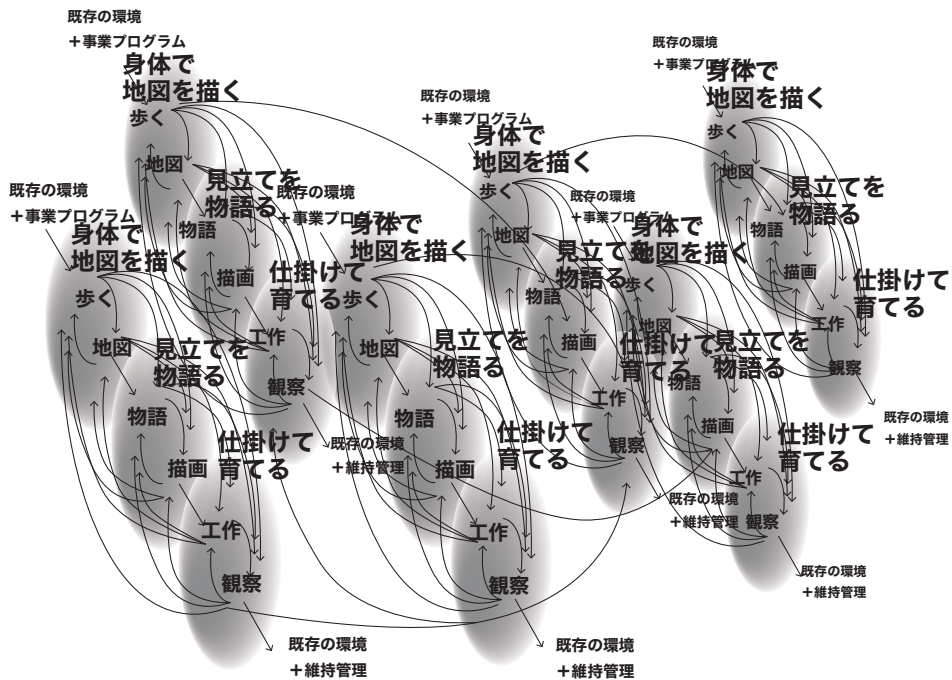 既存の環境
＋事業プログラム
身体で
地図を描く
歩く
地図
見立てを
物語る
物語
描画
仕掛けて
育てる
工作
観察
既存の環境
＋維持管理
既存の環境
＋事業プログラム
身体で
地図を描く
歩く
地図
見立てを
物語る
物語
描画
仕掛けて
育てる
工作
観察
既存の環境
＋維持管理
既存の環境
＋事業プログラム
身体で
地図を描く
歩く
地図
見立てを
物語る
物語
描画
仕掛けて
育てる
工作
観察
既存の環境
＋維持管理
既存の環境
＋事業プログラム
身体で
地図を描く
歩く
地図
見立てを
物語る
物語
描画
仕掛けて
育てる
工作
観察
既存の環境
＋維持管理
既存の環境
＋事業プログラム
身体で
地図を描く
歩く
地図
見立てを
物語る
物語
描画
仕掛けて
育てる
工作
観察
既存の環境
＋維持管理
既存の環境
＋事業プログラム
身体で
地図を描く
歩く
地図
見立てを
物語る
物語
描画
仕掛けて
育てる
工作
観察
既存の環境
＋維持管理